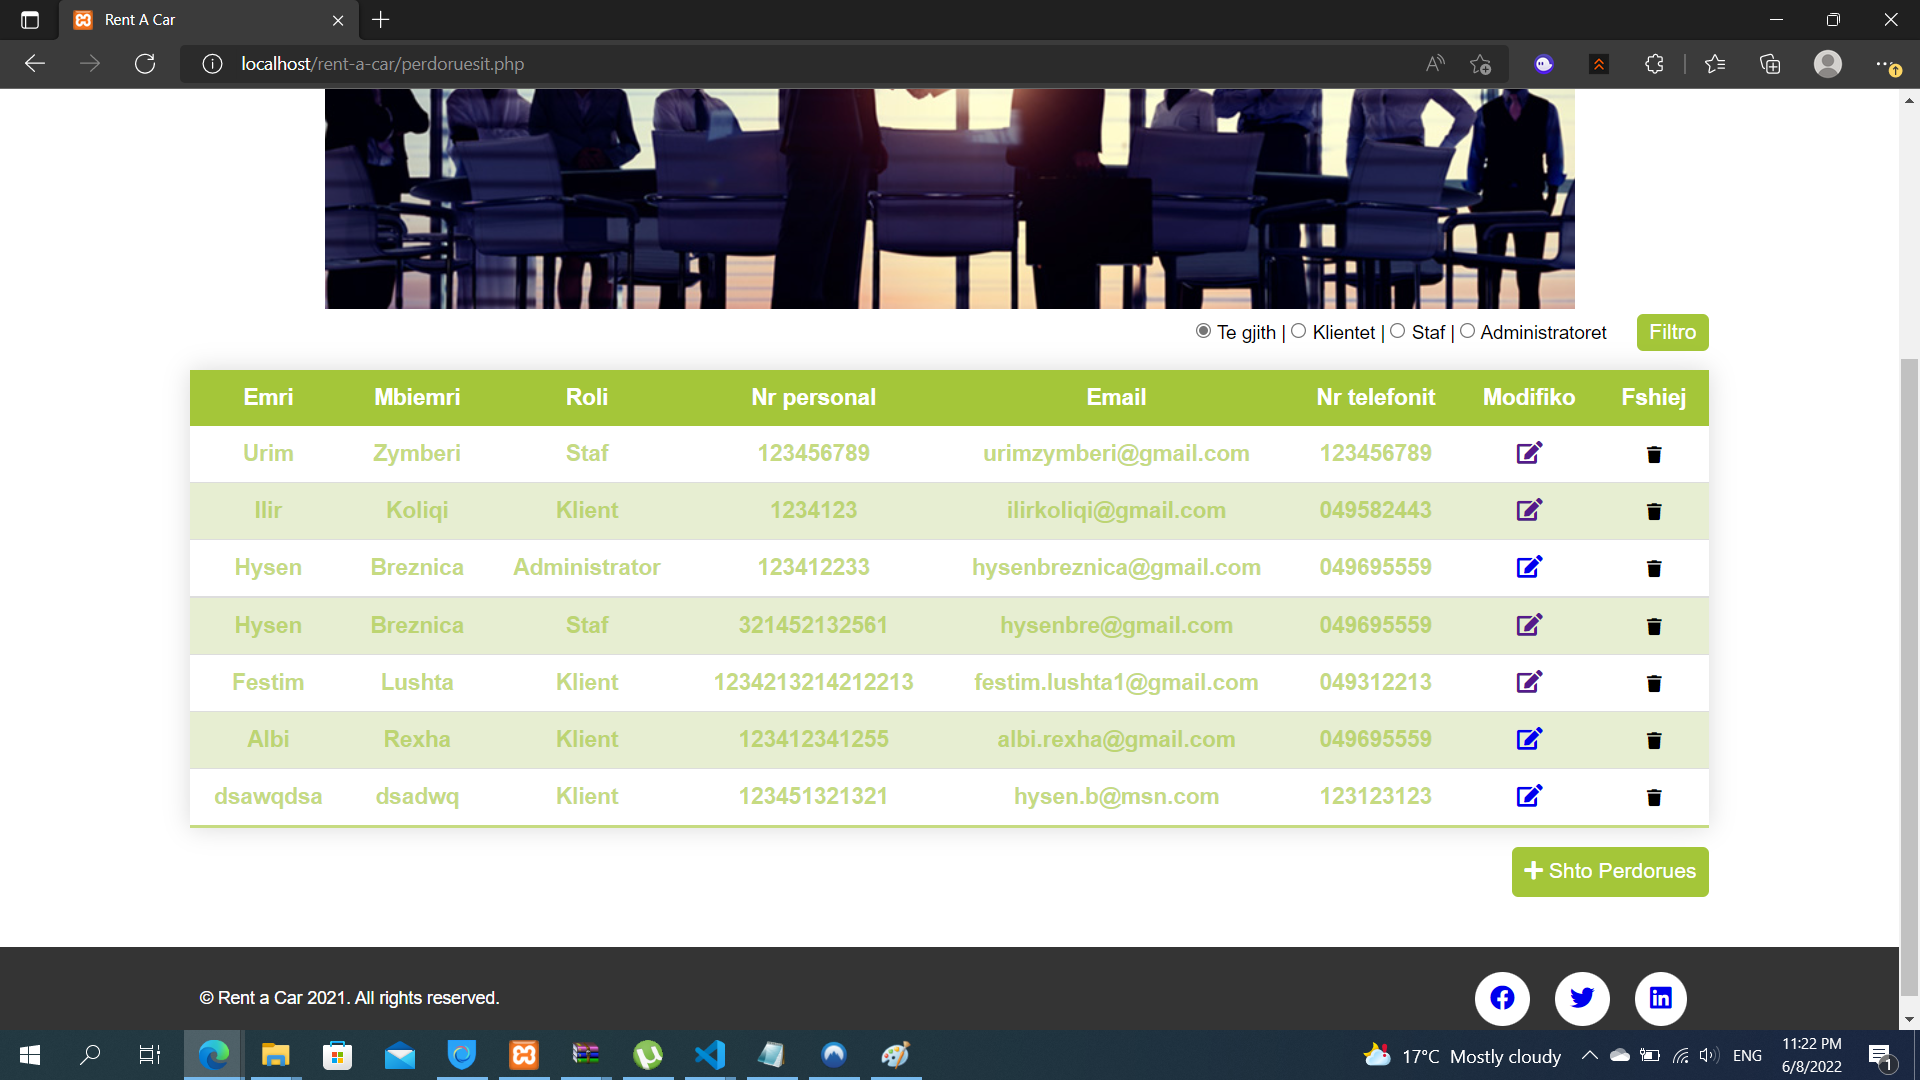 Rent A Car
localhost/rent-a-car/perdoruesit.php
Te gjith | Klientet | Staf | Administratoret Filtro
Emri Mbiemri Roli Nr personal Email Nr telefonit Modifiko Fshiej
Urim Zymberi Staf 123456789 urimzymberi@gmail.com 123456789
Ilir Koliqi Klient 1234123 ilirkoliqi@gmail.com 049582443
Hysen Breznica Administrator 123412233 hysenbreznica@gmail.com 049695559
Hysen Breznica Staf 321452132561 hysenbre@gmail.com 049695559
Festim Lushta Klient 1234213214212213 festim.lushta1@gmail.com 049312213
Albi Rexha Klient 123412341255 albi.rexha@gmail.com 049695559
dsawqdsa dsadwq Klient 123451321321 hysen.b@msn.com 123123123
Shto Perdorues
© Rent a Car 2021. All rights reserved.
17°C Mostly cloudy ENG 11:22 PM
6/8/2022 1